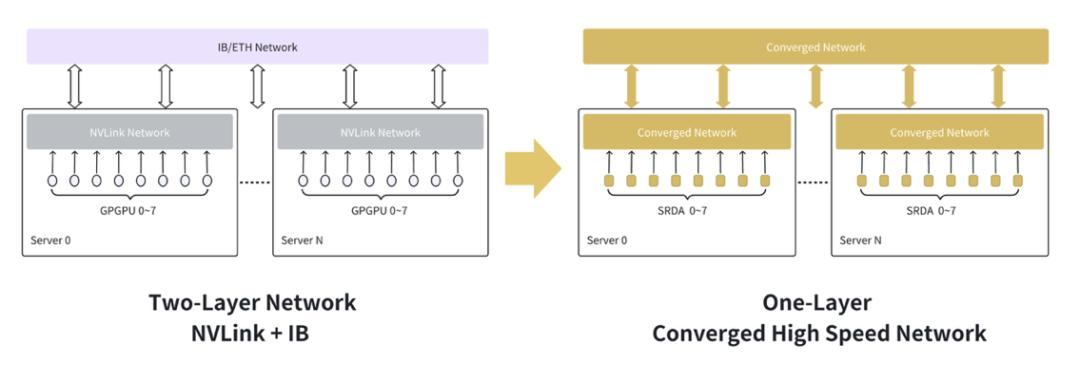 IB/ETH Network
NVLink Network
GPGPU 0~7
Server 0
NVLink Network
GPGPU 0~7
Server N
Two-Layer Network
NVLink + IB
Converged Network
Converged Network
SRDA 0~7
Server 0
Converged Network
SRDA 0~7
Server N
One-Layer
Converged High Speed Network